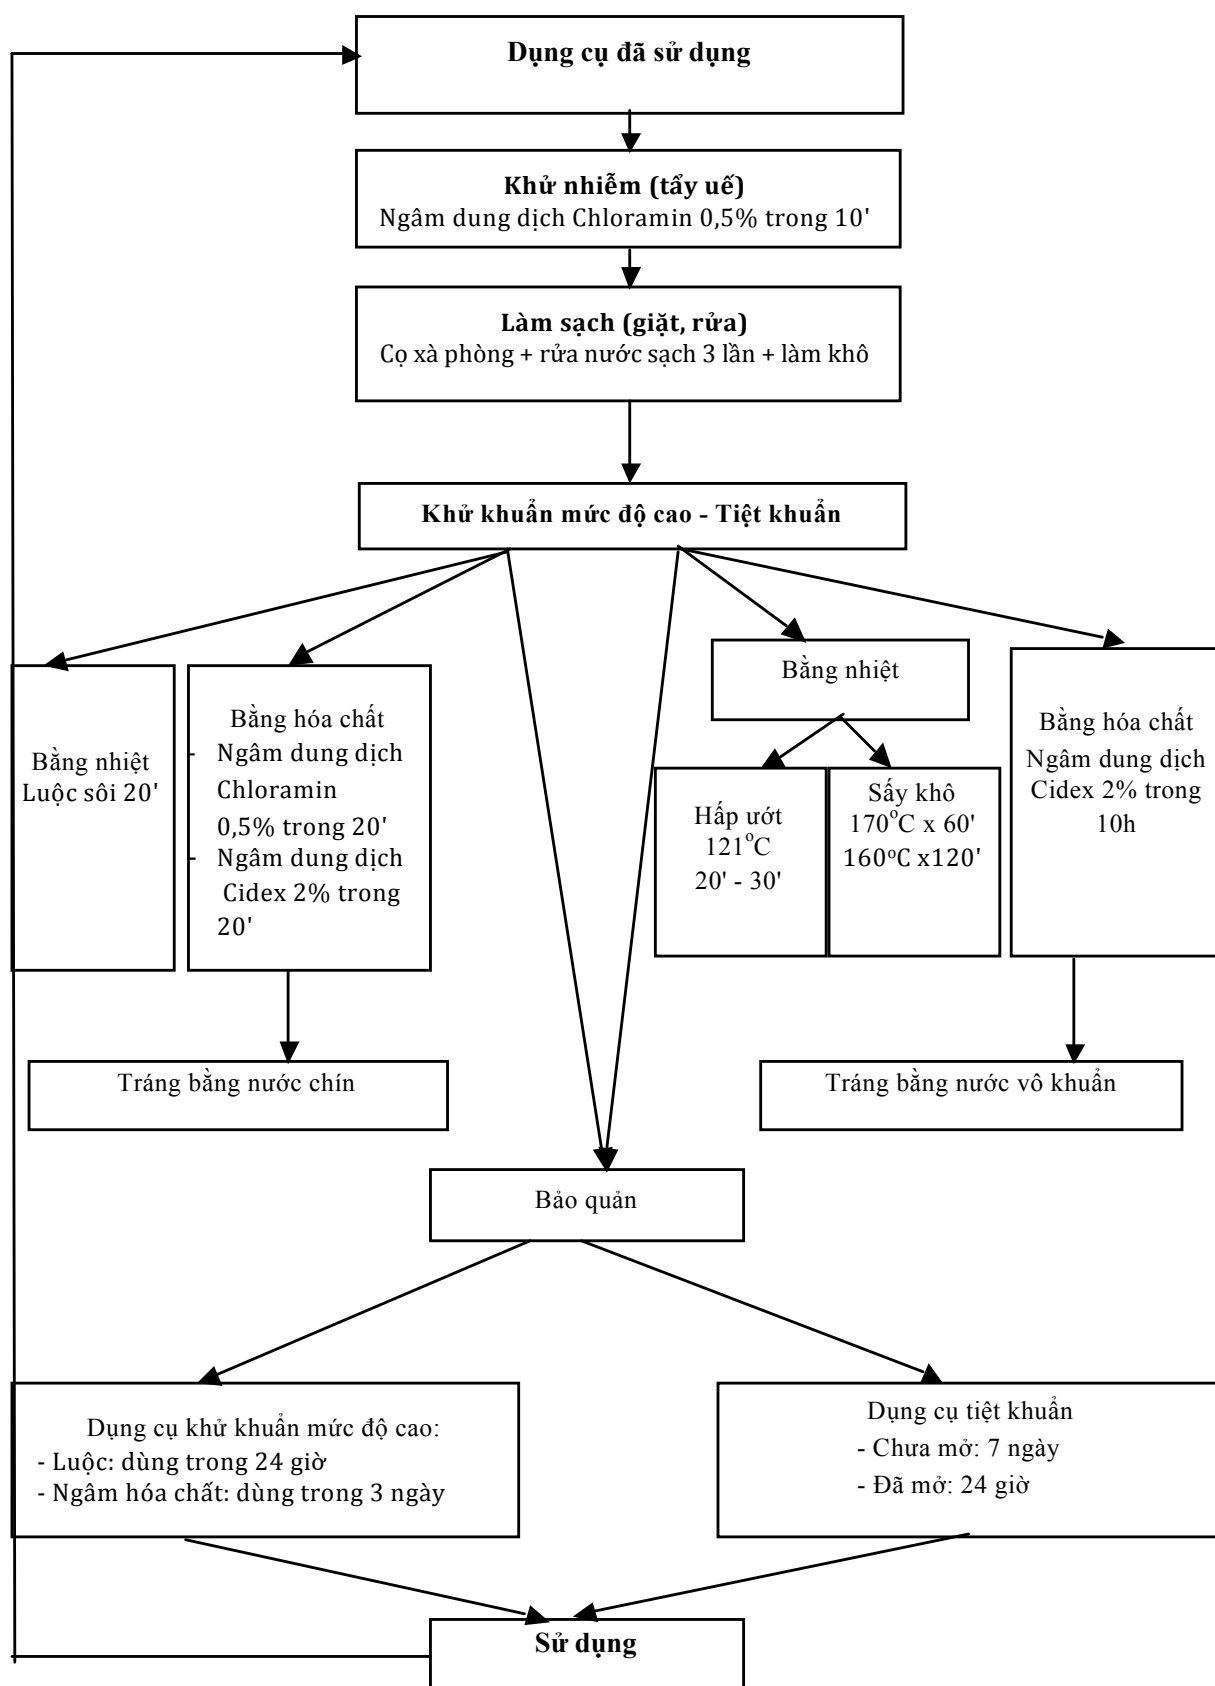 Dụng cụ đã sử dụng
Khử nhiễm (tẩy uế)
Ngâm dung dịch Chloramin 0,5% trong 10'
Làm sạch (giặt, rửa)
Cọ xà phòng + rửa nước sạch 3 lần + làm khô
Khử khuẩn mức độ cao - Tiệt khuẩn
Bằng nhiệt
Luộc sôi 20'
Bằng hóa chất
- Ngâm dung dịch
Chloramin
0,5% trong 20'
- Ngâm dung dịch
Cidex 2% trong
20'
Bằng nhiệt
Hấp ướt
121°C
20' - 30'
Sấy khô
170°C x 60'
160°C x120'
Bằng hóa chất
Ngâm dung dịch
Cidex 2% trong
10h
Tráng bằng nước chín
Tráng bằng nước vô khuẩn
Bảo quản
Dụng cụ khử khuẩn mức độ cao:
- Luộc: dùng trong 24 giờ
- Ngâm hóa chất: dùng trong 3 ngày
Dụng cụ tiệt khuẩn
- Chưa mở: 7 ngày
- Đã mở: 24 giờ
Sử dụng